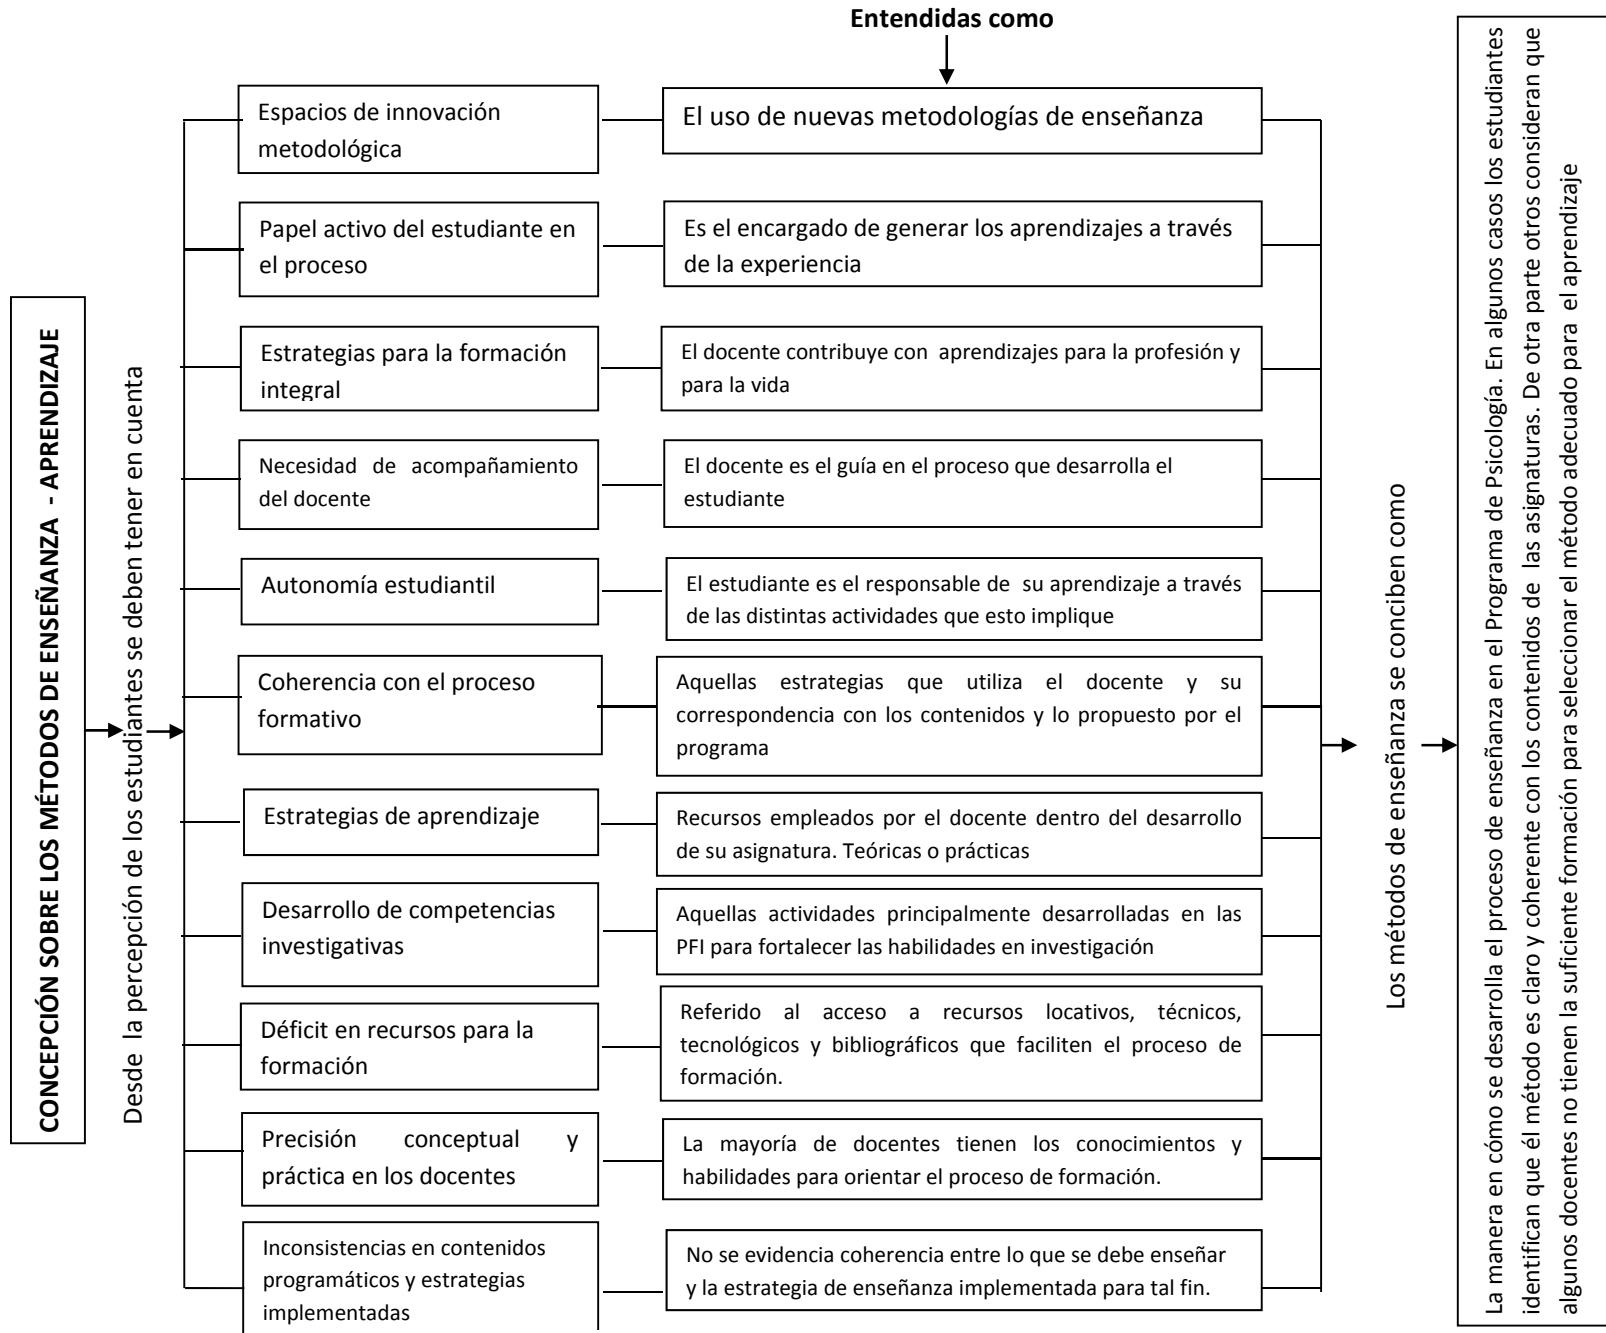 Entendidas como
CONCEPCIÓN SOBRE LOS MÉTODOS DE ENSEÑANZA - APRENDIZAJE
Desde la percepción de los estudiantes se deben tener en cuenta
Espacios de innovación
metodológica
El uso de nuevas metodologías de enseñanza
Papel activo del estudiante en
el proceso
Es el encargado de generar los aprendizajes a través
de la experiencia
Estrategias para la formación
integral
El docente contribuye con aprendizajes para la profesión y
para la vida
Necesidad de acompañamiento
del docente
El docente es el guía en el proceso que desarrolla el
estudiante
Autonomía estudiantil
El estudiante es el responsable de su aprendizaje a través
de las distintas actividades que esto implique
Coherencia con el proceso
formativo
Aquellas estrategias que utiliza el docente y su
correspondencia con los contenidos y lo propuesto por el
programa
Estrategias de aprendizaje
Recursos empleados por el docente dentro del desarrollo
de su asignatura. Teóricas o prácticas
Desarrollo de competencias
investigativas
Aquellas actividades principalmente desarrolladas en las
PFI para fortalecer las habilidades en investigación
Déficit en recursos para la
formación
Referido al acceso a recursos locativos, técnicos,
tecnológicos y bibliográficos que faciliten el proceso de
formación.
Precisión conceptual y
práctica en los docentes
La mayoría de docentes tienen los conocimientos y
habilidades para orientar el proceso de formación.
Inconsistencias en contenidos
programáticos y estrategias
implementadas
No se evidencia coherencia entre lo que se debe enseñar
y la estrategia de enseñanza implementada para tal fin.
Los métodos de enseñanza se conciben como
La manera en cómo se desarrolla el proceso de enseñanza en el Programa de Psicología. En algunos casos los estudiantes
identifican que él método es claro y coherente con los contenidos de las asignaturas. De otra parte otros consideran que
algunos docentes no tienen la suficiente formación para seleccionar el método adecuado para el aprendizaje